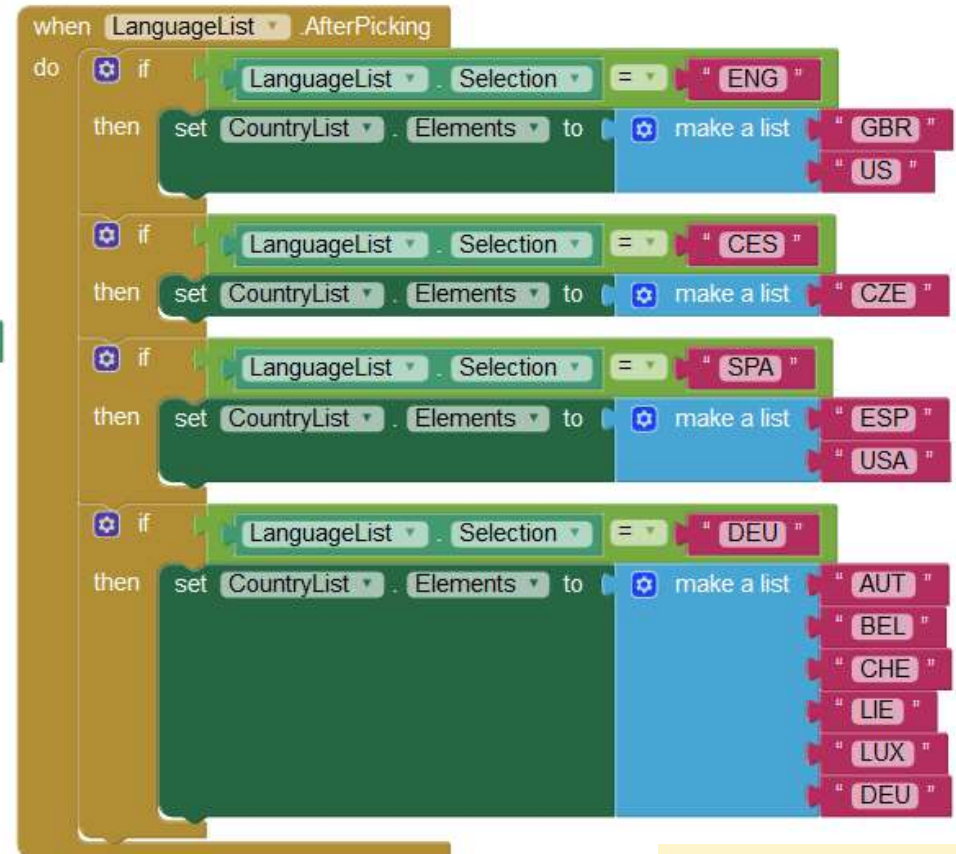 when LanguageList .AfterPicking
do if LanguageList . Selection = " ENG "
then set CountryList . Elements to make a list " GBR "
" US "
if LanguageList . Selection = " CES "
then set CountryList . Elements to make a list " CZE "
if LanguageList . Selection = " SPA "
then set CountryList . Elements to make a list " ESP "
" USA "
if LanguageList . Selection = " DEU "
then set CountryList . Elements to make a list " AUT "
" BEL "
" CHE "
" LIE "
" LUX "
" DEU "